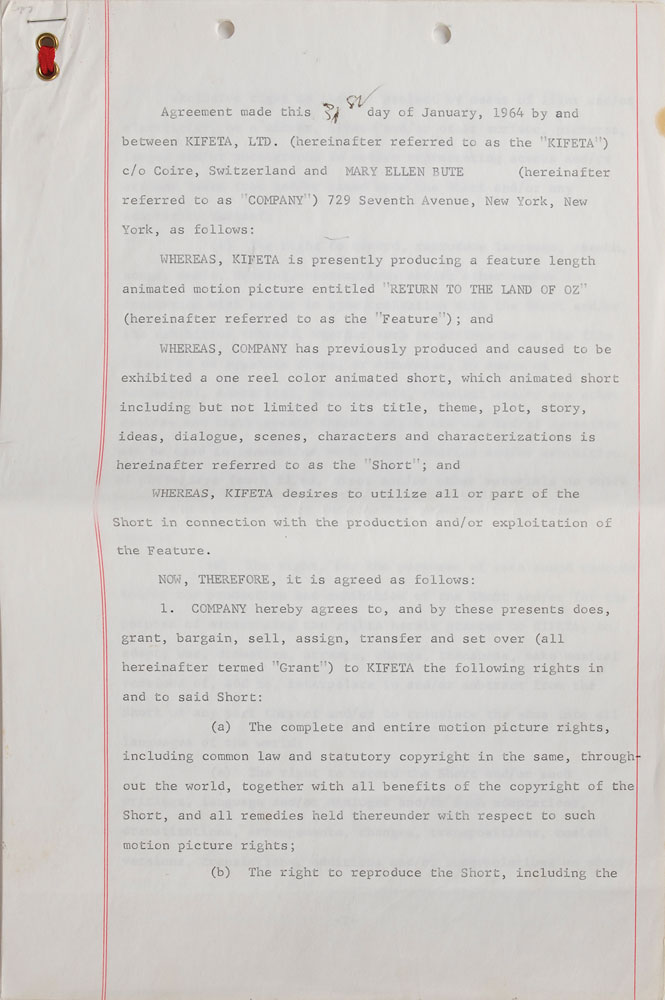 Agreement made this 31st day of January, 1964 by and
between KIFETA, LTD. (hereinafter referred to as the "KIFETA")
c/o Coire, Switzerland and MARY ELLEN BUTE (hereinafter
referred to as "COMPANY") 729 Seventh Avenue, New York, New
York, as follows:
WHEREAS, KIFETA is presently producing a feature length
animated motion picture entitled "RETURN TO THE LAND OF OZ"
(hereinafter referred to as the "Feature"); and
WHEREAS, COMPANY has previously produced and caused to be
exhibited a one reel color animated short, which animated short
including but not limited to its title, theme, plot, story,
ideas, dialogue, scenes, characters and characterizations is
hereinafter referred to as the "Short"; and
WHEREAS, KIFETA desires to utilize all or part of the
Short in connection with the production and/or exploitation of
the Feature.
NOW, THEREFORE, it is agreed as follows:
1. COMPANY hereby agrees to, and by these presents does,
grant, bargain, sell, assign, transfer and set over (all
hereinafter termed "Grant") to KIFETA the following rights in
and to said Short:
(a) The complete and entire motion picture rights,
including common law and statutory copyright in the same, through-
out the world, together with all benefits of the copyright of the
Short, and all remedies held thereunder with respect to such
motion picture rights;
(b) The right to reproduce the Short, including the